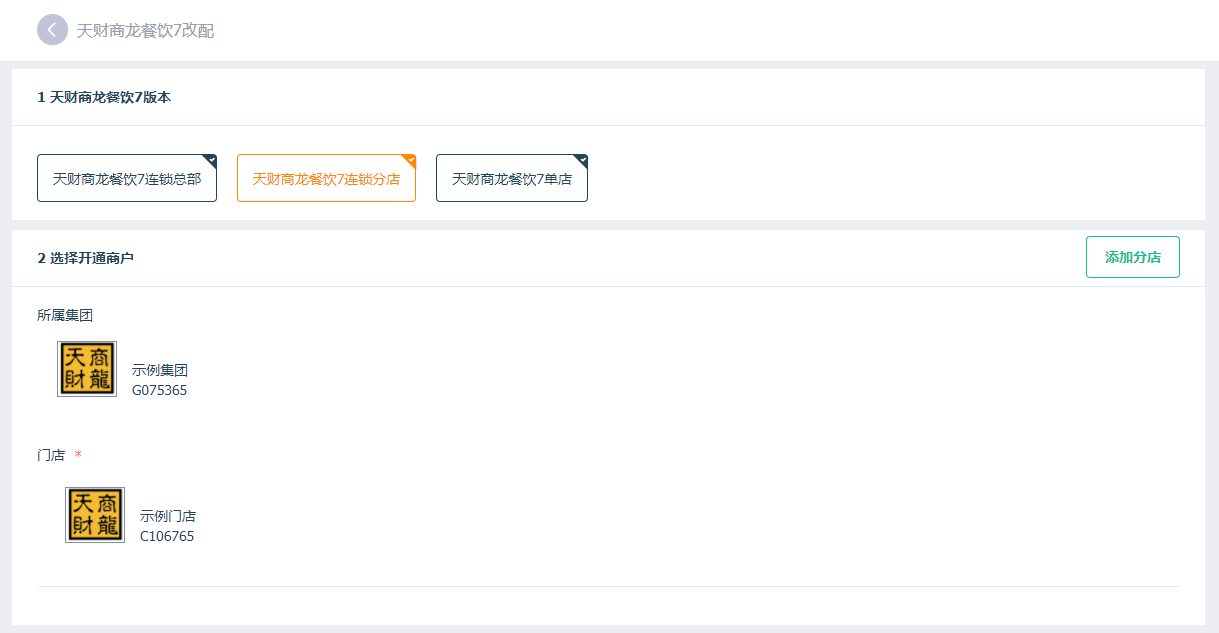 天财商龙餐饮7改配
1 天财商龙餐饮7版本
天财商龙餐饮7连锁总部
天财商龙餐饮7连锁分店
天财商龙餐饮7单店
2 选择开通商户
添加分店
所属集团
天商
财龍
示例集团
G075365
门店 *
天商
财龍
示例门店
C106765